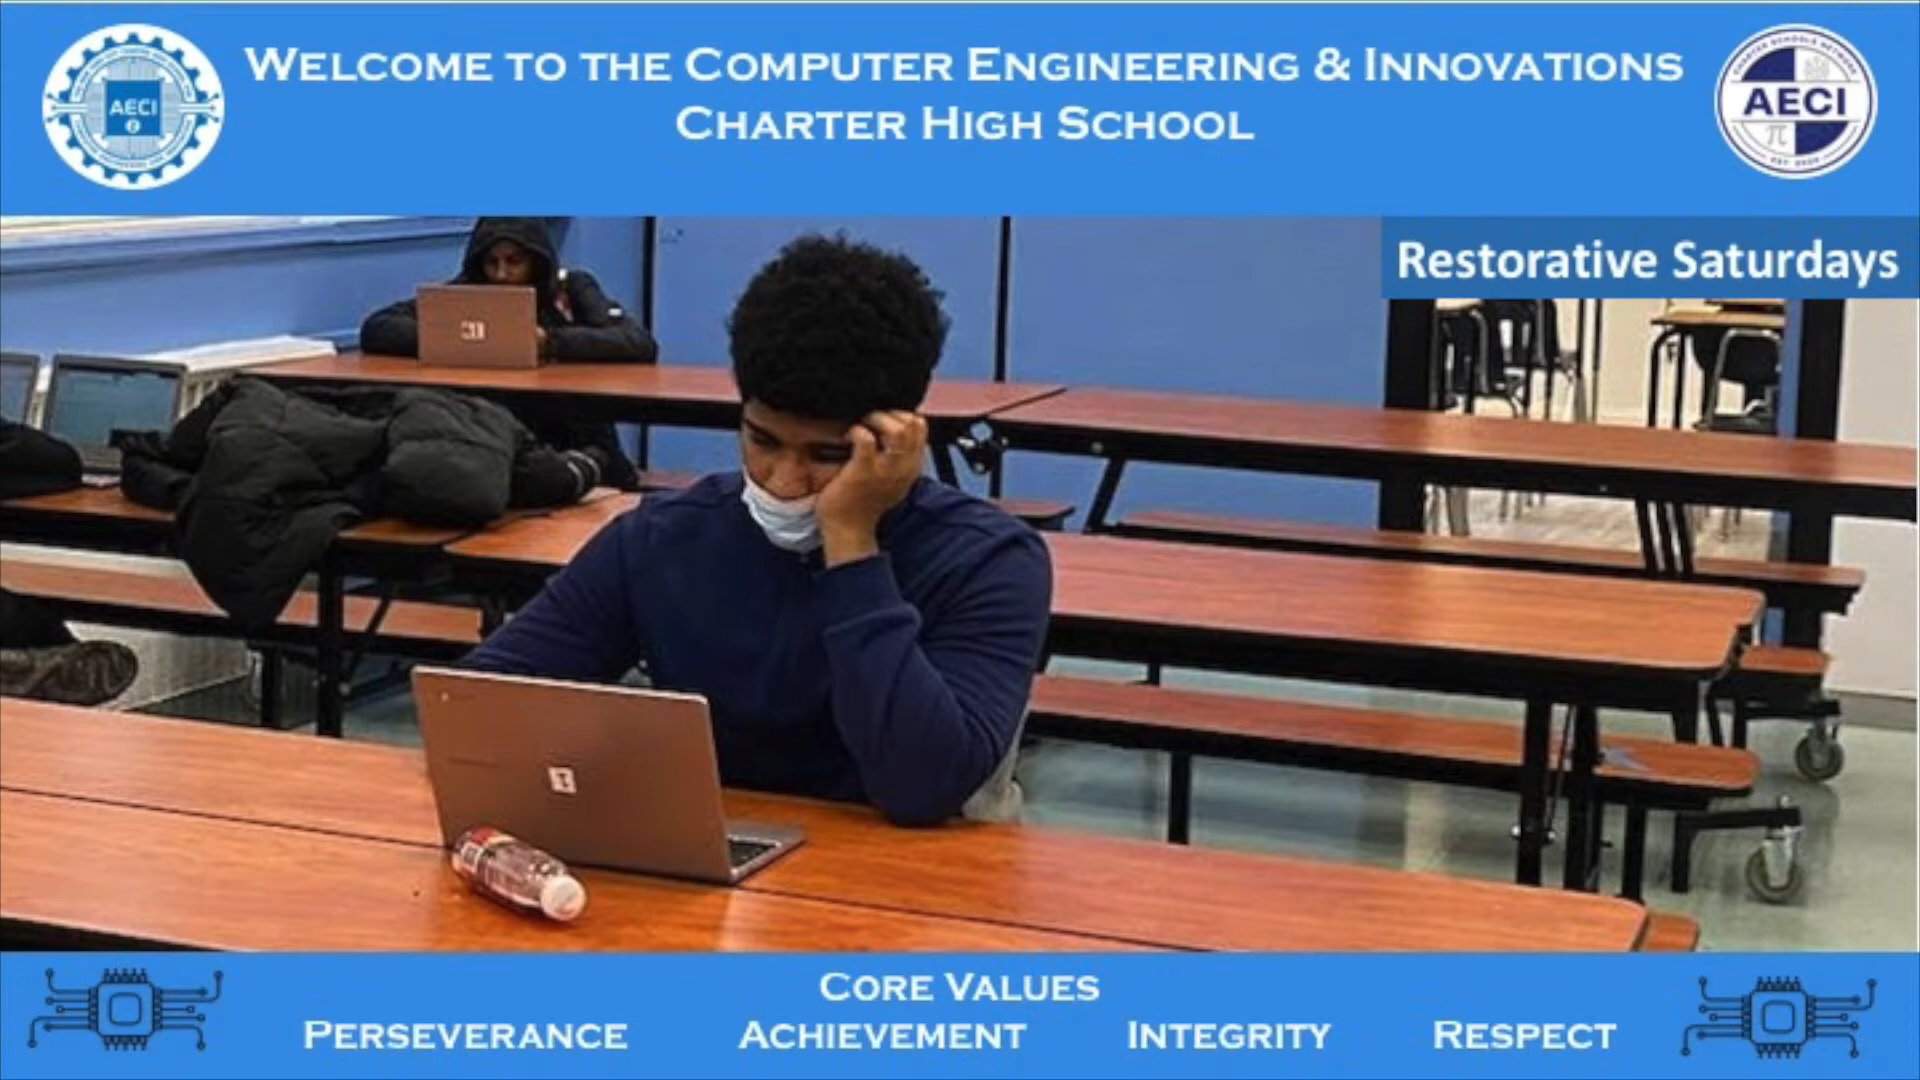 WELCOME TO THE COMPUTER ENGINEERING & INNOVATIONS
CHARTER HIGH SCHOOL
AECI
2
AECI
π
Restorative Saturdays
CORE VALUES
PERSEVERANCE ACHIEVEMENT INTEGRITY RESPECT